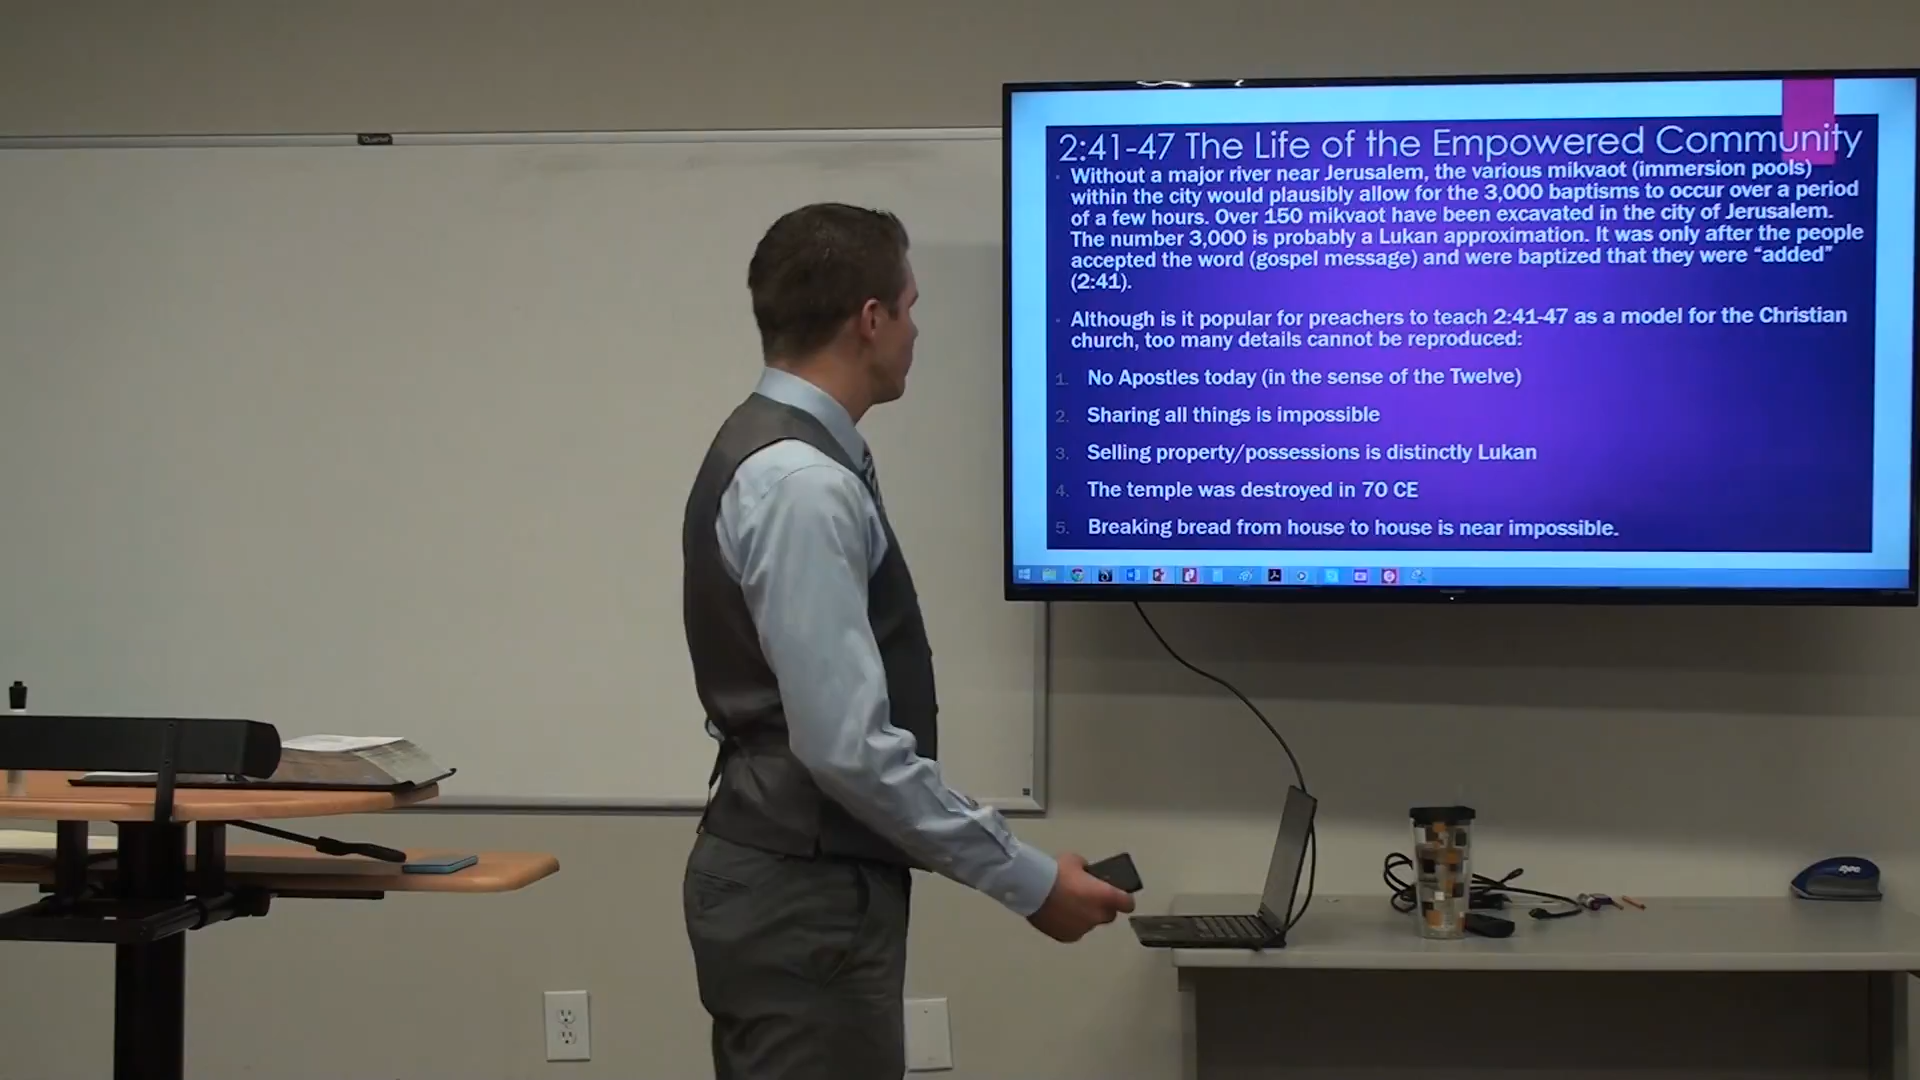 2:41-47 The Life of the Empowered Community
Without a major river near Jerusalem, the various mikvaot (immersion pools)
within the city would plausibly allow for the 3,000 baptisms to occur over a period
of a few hours. Over 150 mikvaot have been excavated in the city of Jerusalem.
The number 3,000 is probably a Lukan approximation. It was only after the people
accepted the word (gospel message) and were baptized that they were “added”
(2:41).
Although is it popular for preachers to teach 2:41-47 as a model for the Christian
church, too many details cannot be reproduced:
1. No Apostles today (in the sense of the Twelve)
2. Sharing all things is impossible
3. Selling property/possessions is distinctly Lukan
4. The temple was destroyed in 70 CE
5. Breaking bread from house to house is near impossible.